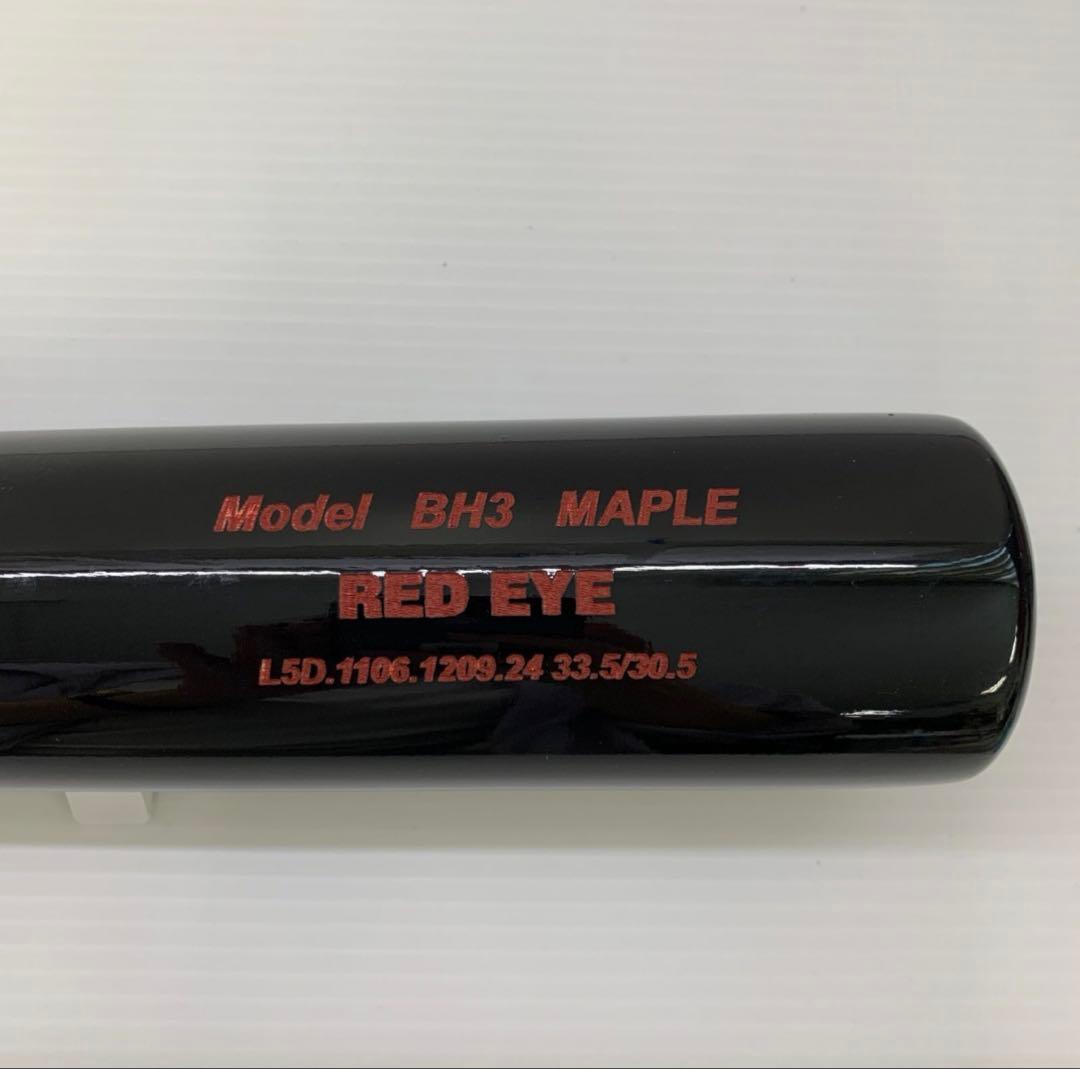 Model BH3 MAPLE
RED EYE
L5D.1106.1209.24 33.5/30.5